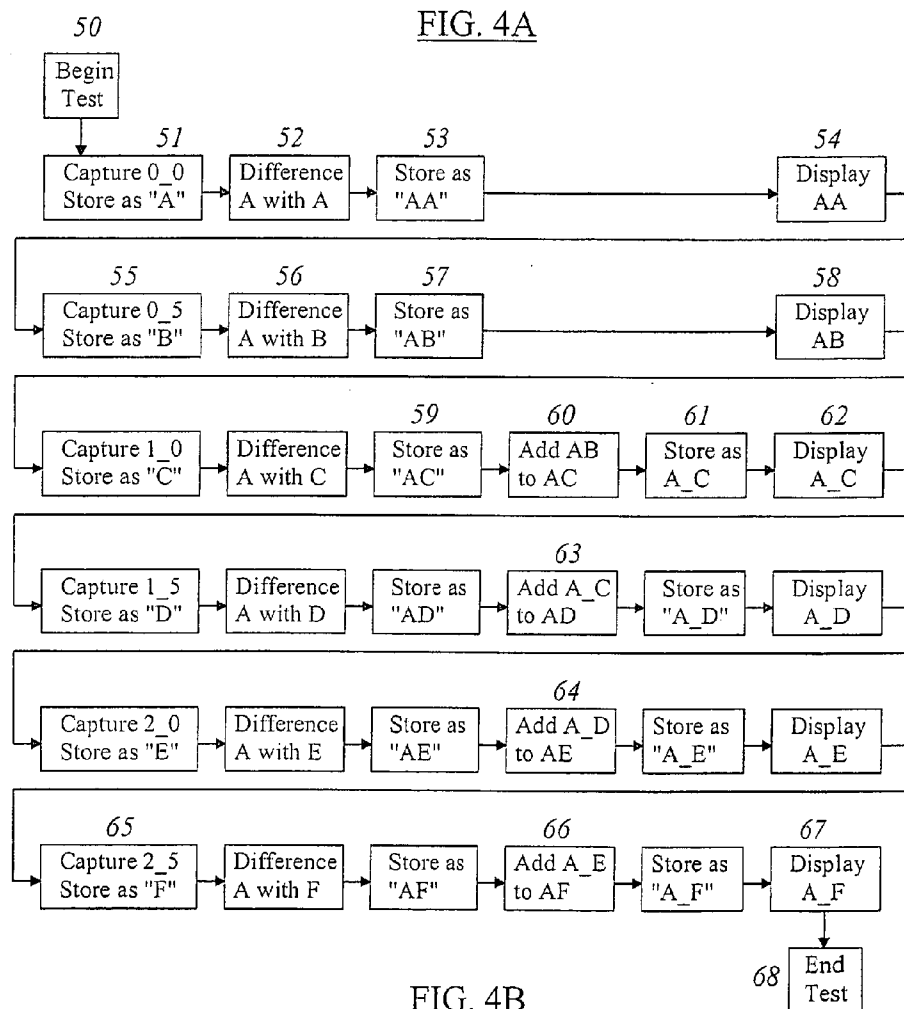 FIG. 4A
50
Begin
Test
51 52 53 54
Capture 0_0 Difference Store as Display
Store as "A" A with A "AA" AA
55 56 57 58
Capture 0_5 Difference Store as Display
Store as "B" A with B "AB" AB
59 60 61 62
Capture 1_0 Difference Store as Add AB Store as Display
Store as "C" A with C "AC" to AC A_C A_C
63
Capture 1_5 Difference Store as Add A_C Store as Display
Store as "D" A with D "AD" to AD "A_D" A_D
64
Capture 2_0 Difference Store as Add A_D Store as Display
Store as "E" A with E "AE" to AE "A_E" A_E
65 66 67
Capture 2_5 Difference Store as Add A_E Store as Display
Store as "F" A with F "AF" to AF "A_F" A_F
68 End
Test
FIG. 4B